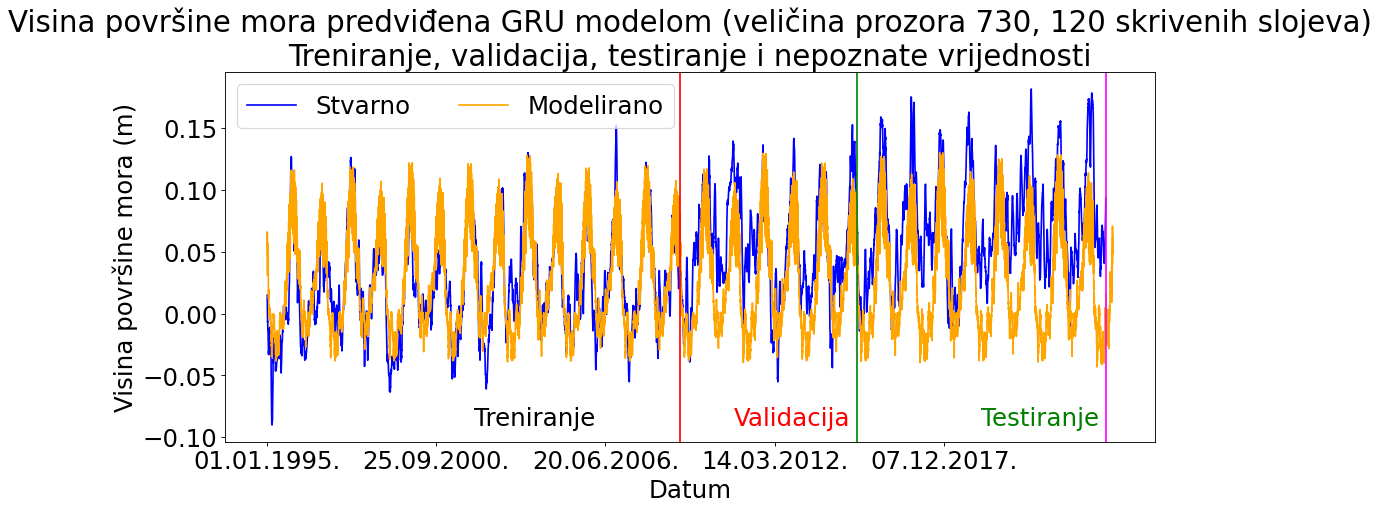 Visina površine mora predviđena GRU modelom (veličina prozora 730, 120 skrivenih slojeva)
Treniranje, validacija, testiranje i nepoznate vrijednosti
Stvarno Modelirano
Visina površine mora (m)
0.15
0.10
0.05
0.00
−0.05
−0.10
Treniranje Validacija Testiranje
01.01.1995. 25.09.2000. 20.06.2006. 14.03.2012. 07.12.2017.
Datum